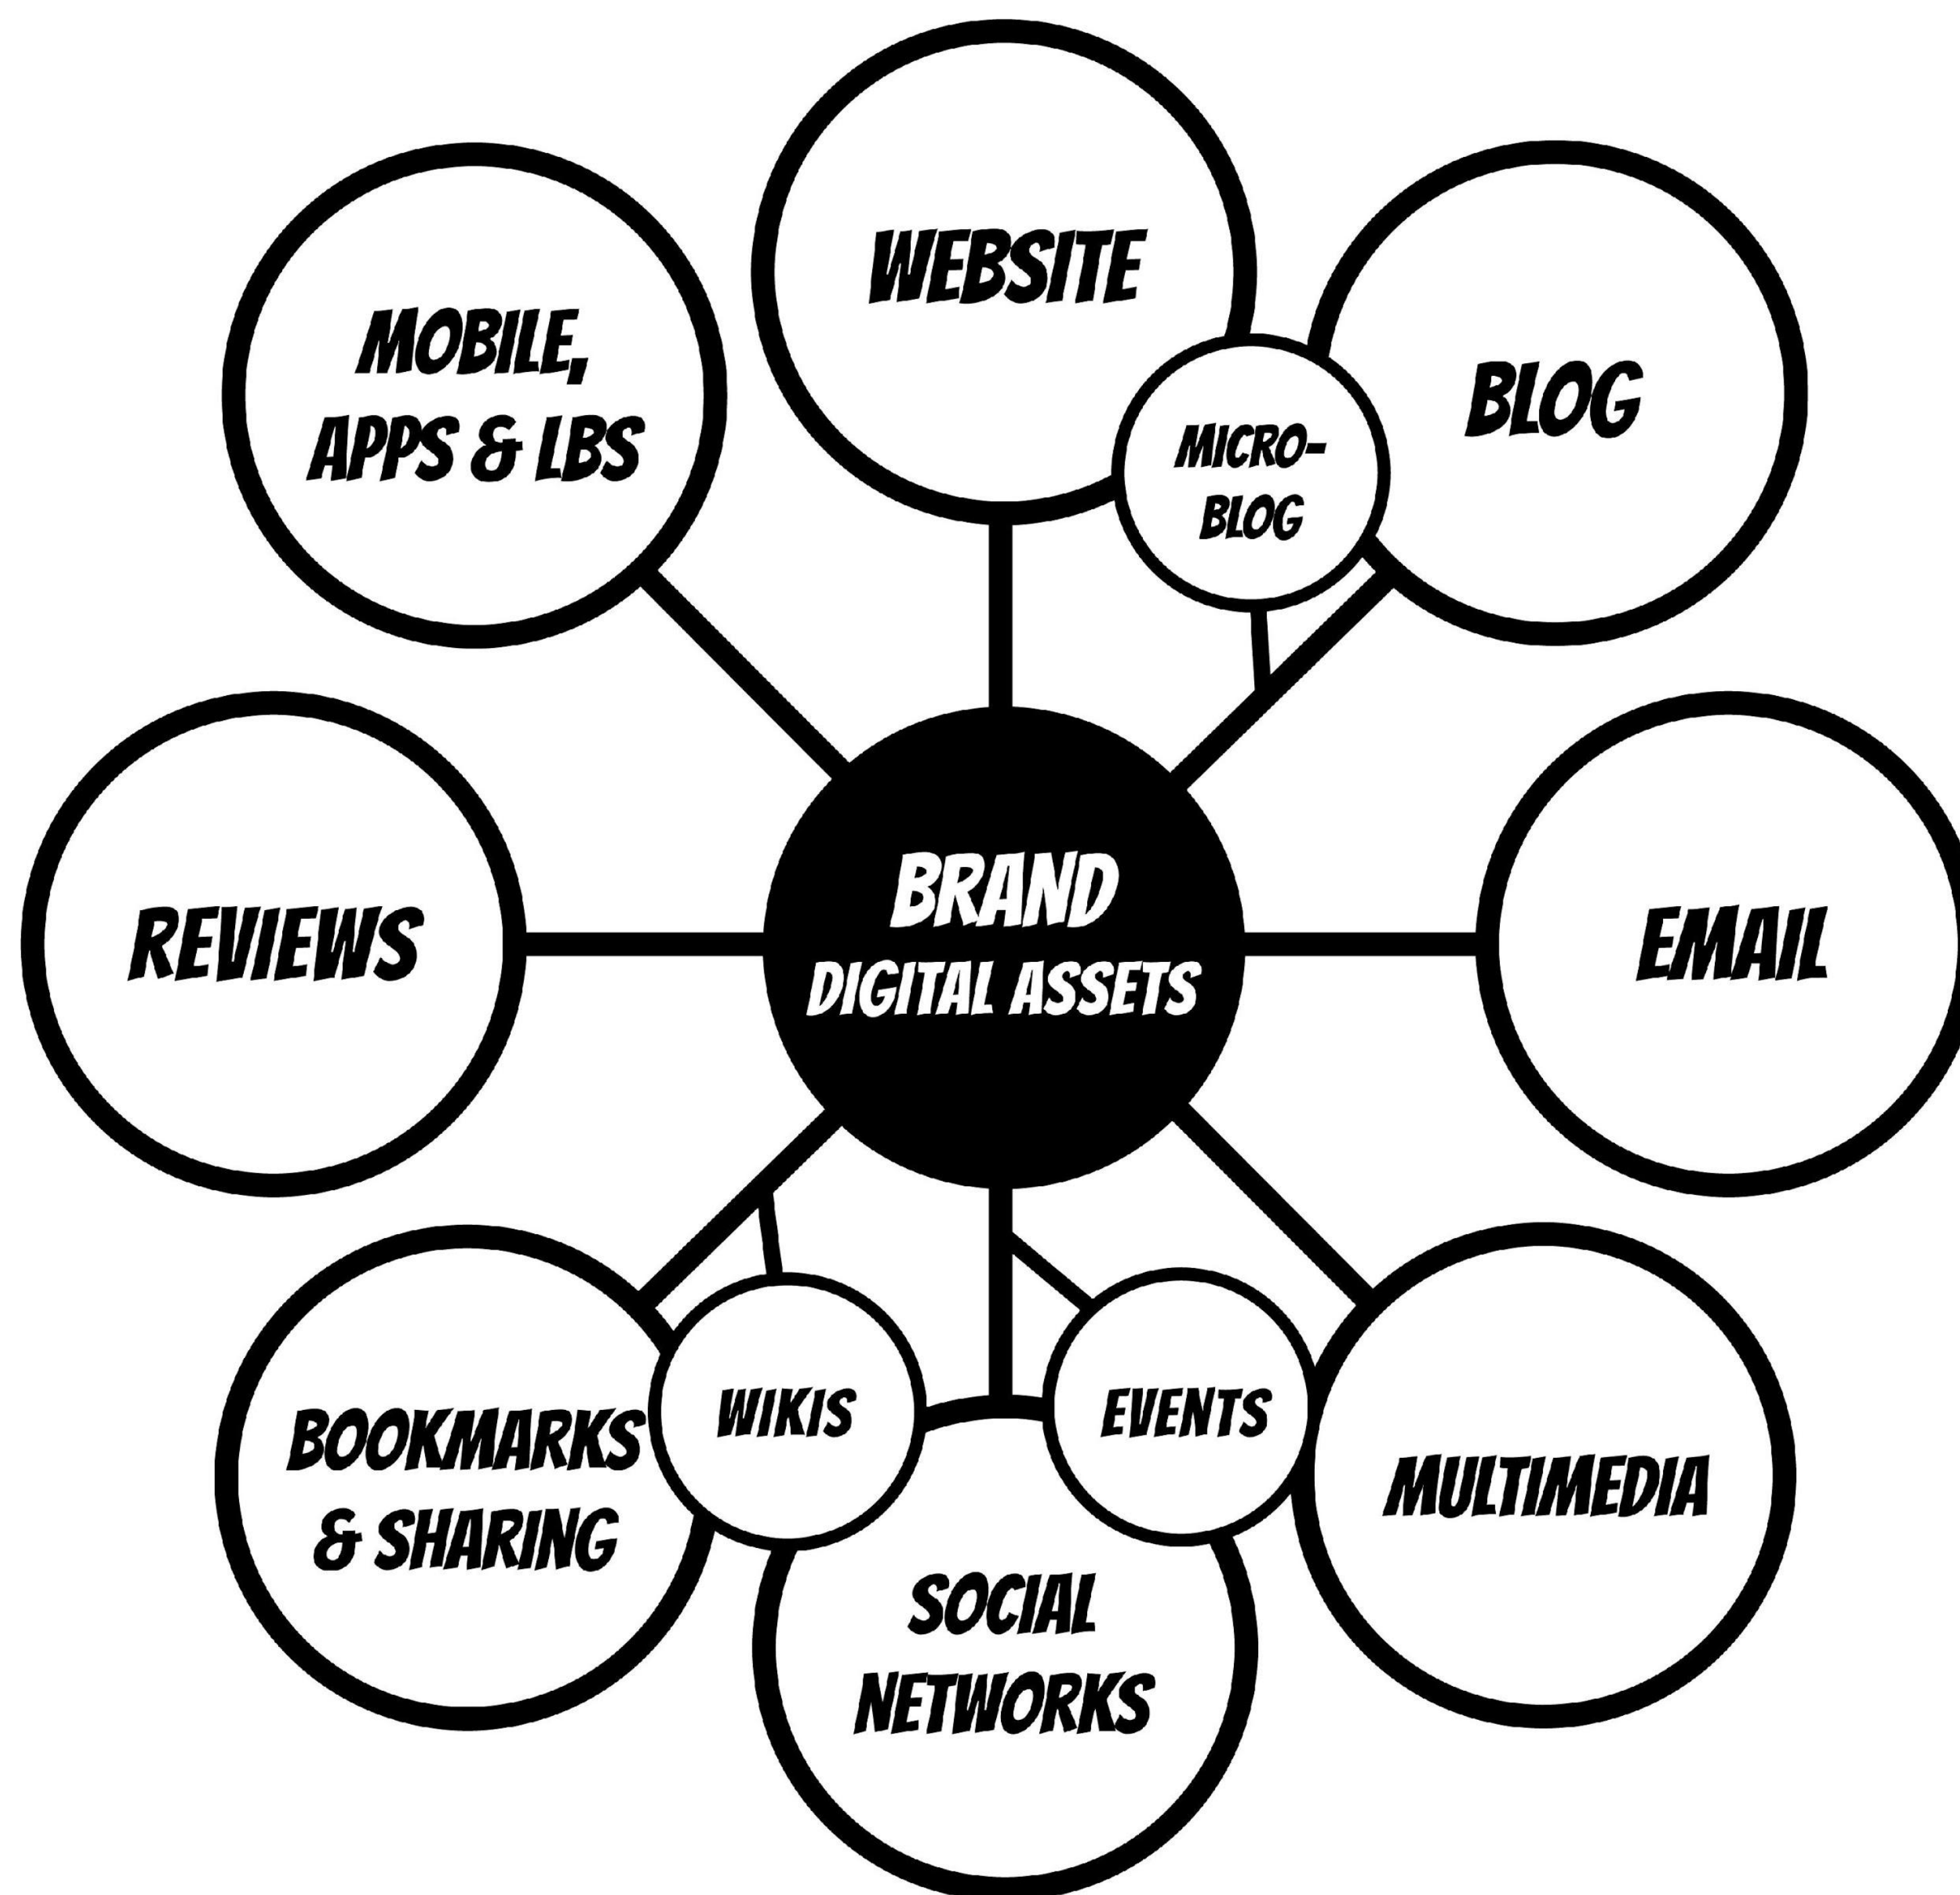 WEBSITE
MOBILE,
APPS & LBS
BLOG
MICRO-
BLOG
BRAND
DIGITAL ASSETS
REVIEWS
EMAIL
BOOKMARKS
& SHARING
WIKIS
EVENTS
MULTIMEDIA
SOCIAL
NETWORKS